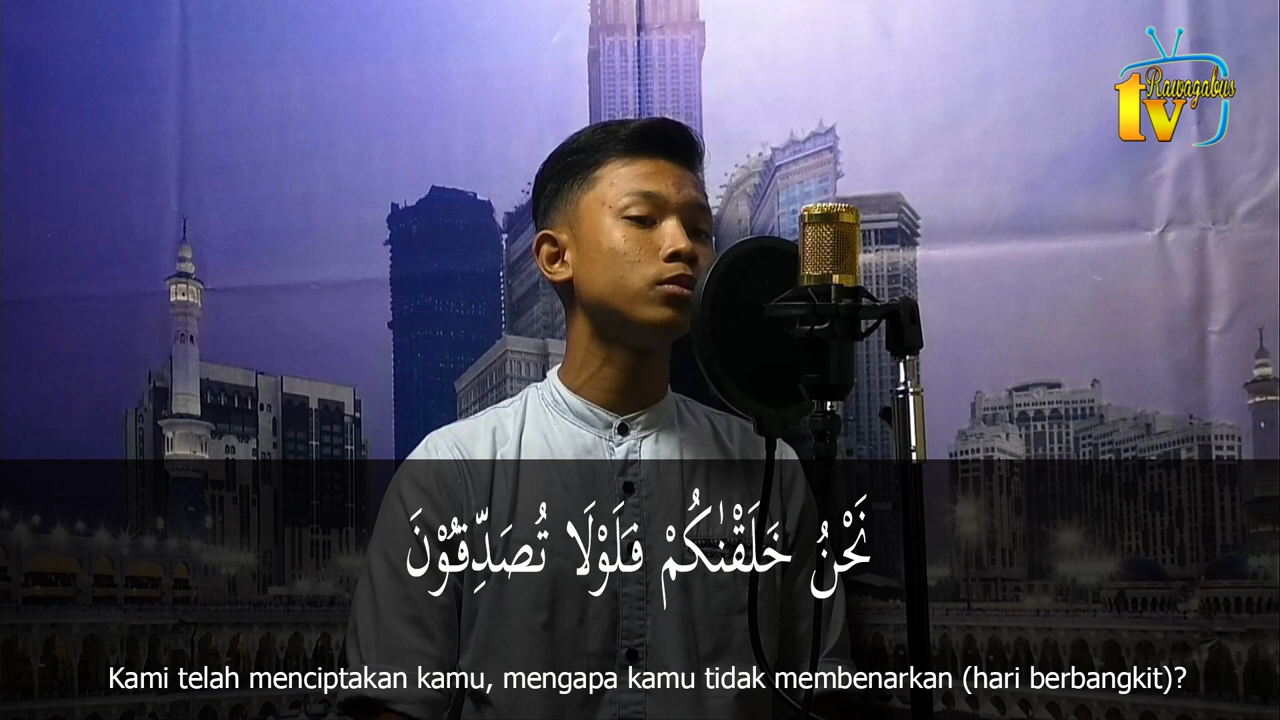 tv Rawagabus
نَحْنُ خَلَقْنٰكُمْ فَلَوْلَا تُصَدِّقُوْنَ
Kami telah menciptakan kamu, mengapa kamu tidak membenarkan (hari berbangkit)?